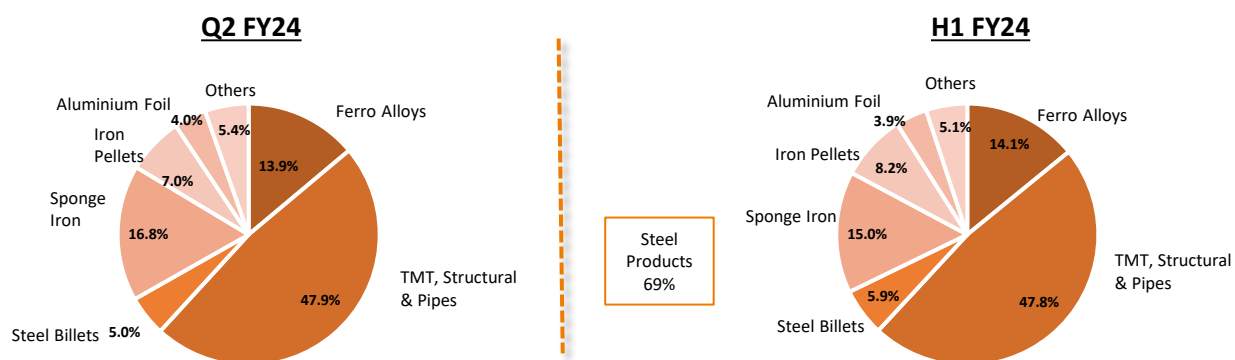 Q2 FY24
Others
5.4%
Aluminium Foil
4.0%
Iron
Pellets
7.0%
Sponge
Iron
16.8%
Steel Billets
5.0%
Ferro Alloys
13.9%
TMT, Structural
& Pipes
47.9%
Steel
Products
69%
H1 FY24
Others
5.1%
Aluminium Foil
3.9%
Iron Pellets
8.2%
Sponge Iron
15.0%
Steel Billets
5.9%
Ferro Alloys
14.1%
TMT, Structural
& Pipes
47.8%